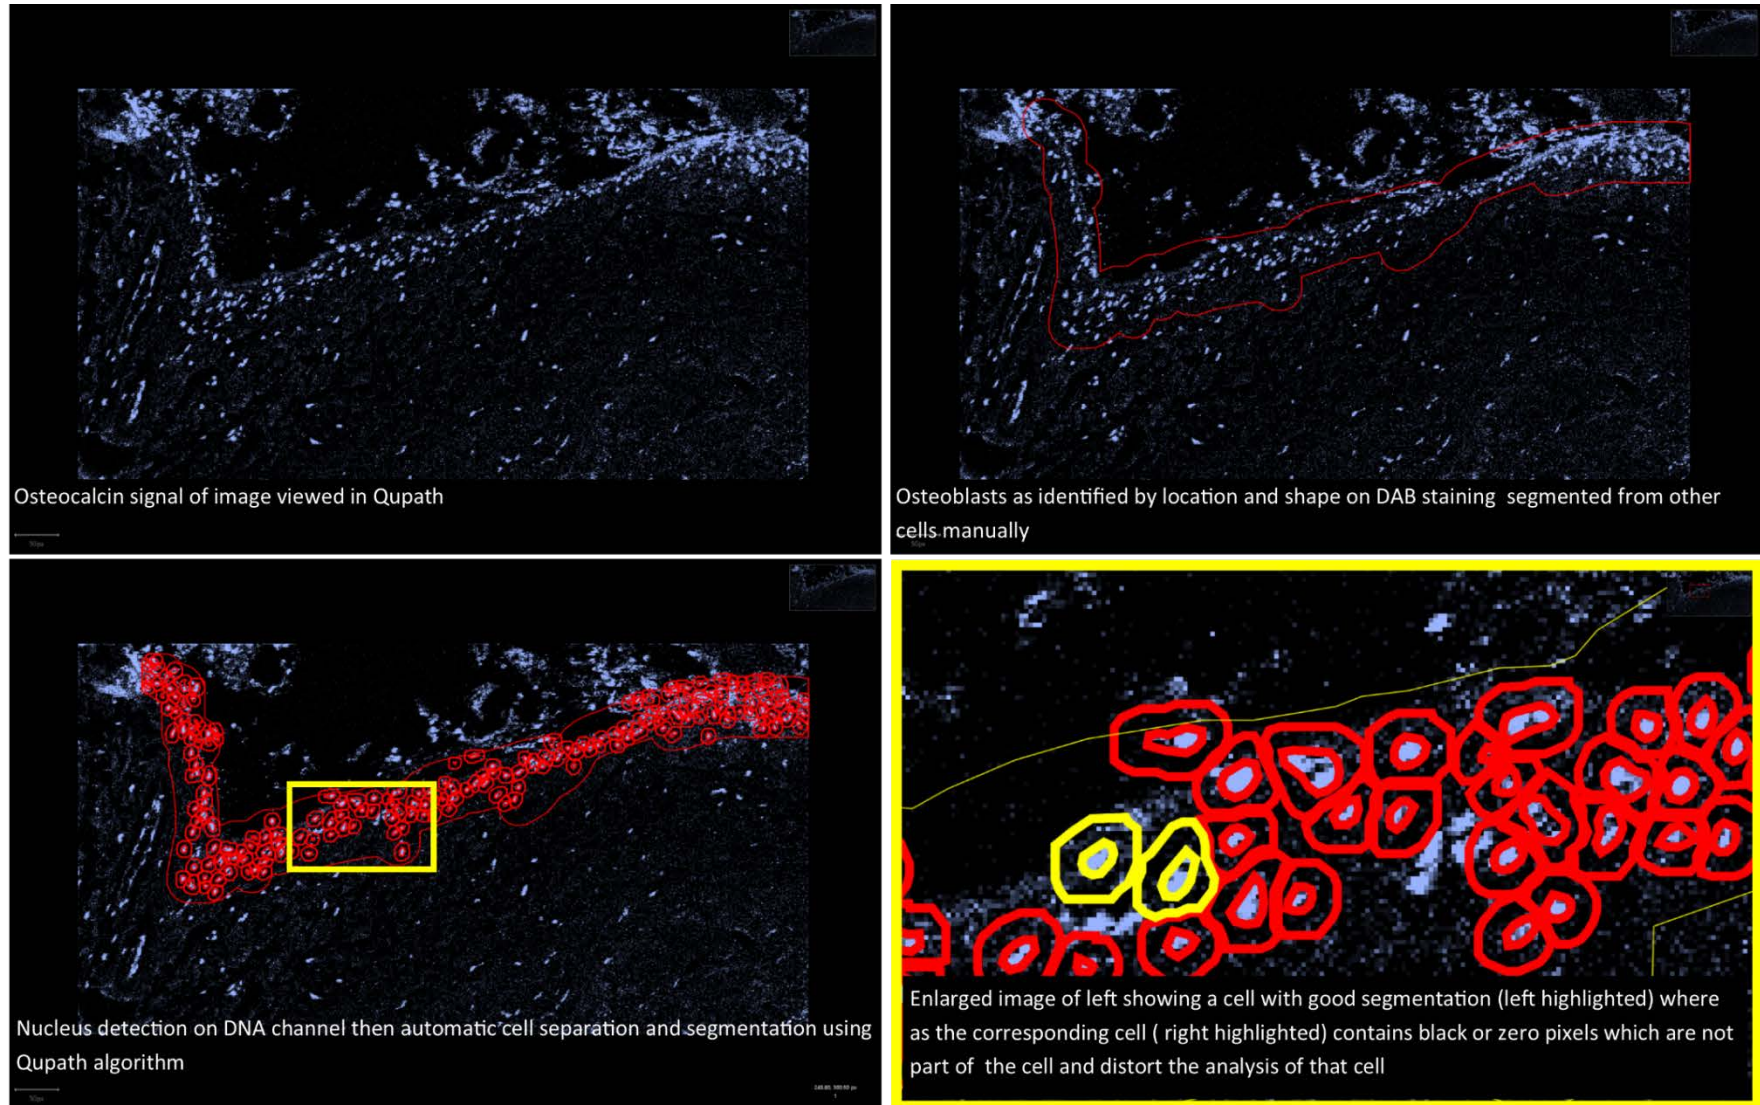 Osteocalcin signal of image viewed in Qupath
Osteoblasts as identified by location and shape on DAB staining segmented from other
cells manually
Nucleus detection on DNA channel then automatic cell separation and segmentation using
Qupath algorithm
Enlarged image of left showing a cell with good segmentation (left highlighted) where
as the corresponding cell ( right highlighted) contains black or zero pixels which are not
part of the cell and distort the analysis of that cell